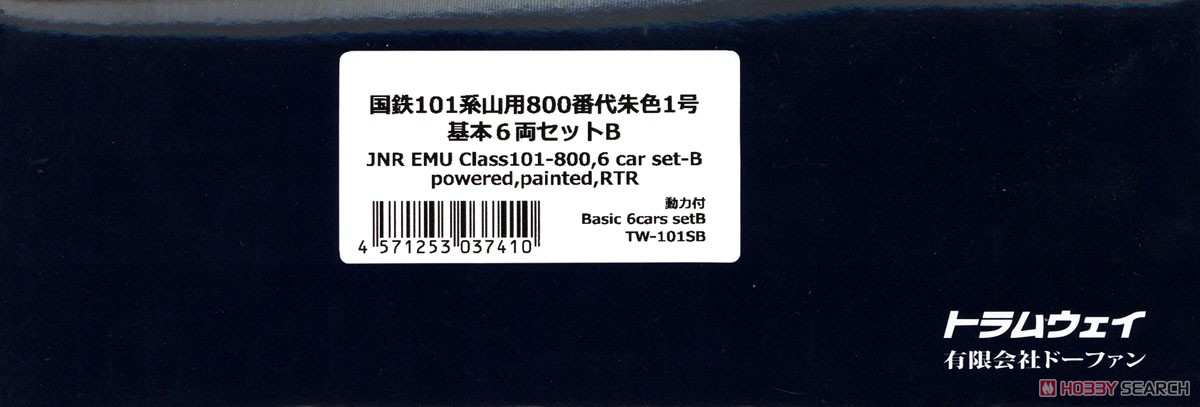 国鉄101系山用800番代朱色1号
基本６両セットB
JNR EMU Class101-800,6 car set-B
powered,painted,RTR
動力付
Basic 6cars setB
TW-101SB
4 571253 037410
トラムウェイ
有限会社ドーファン
HOBBY SEARCH